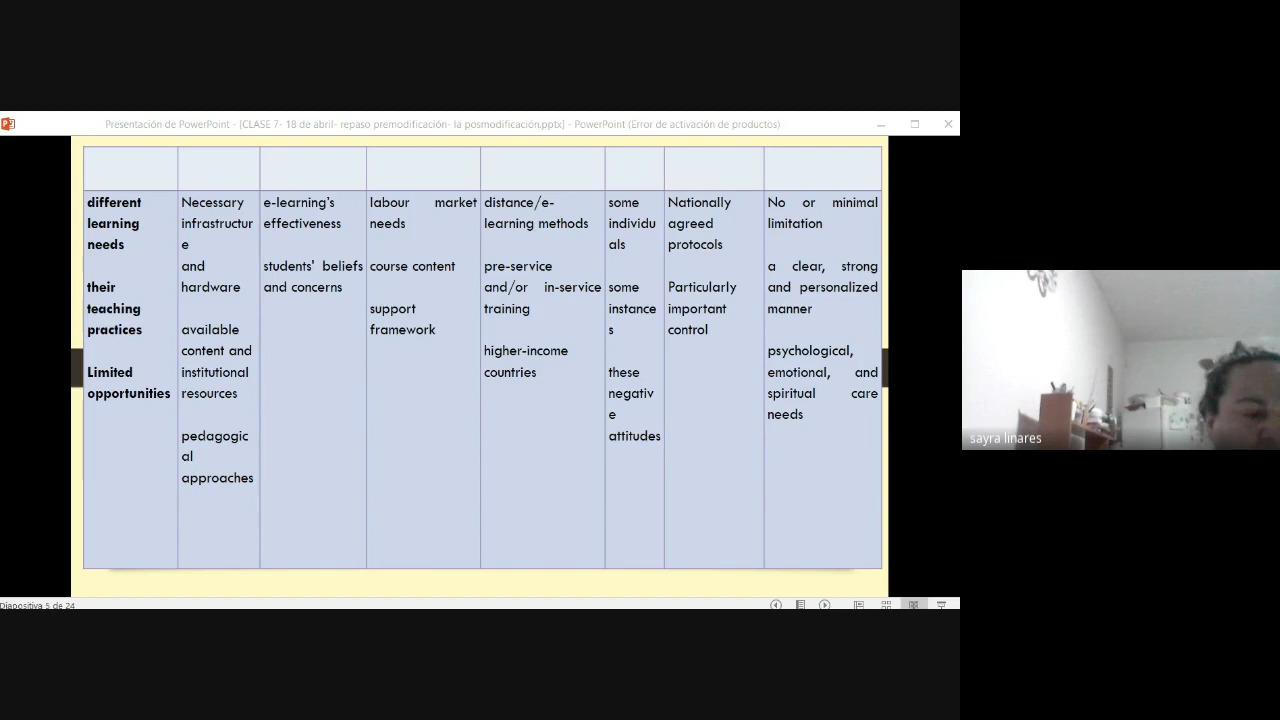 Presentación de PowerPoint - [CLASE 7- 18 de abril- repaso premodificación- la posmodificación.pptx] - PowerPoint (Error de activación de productos)
different
learning
needs
their
teaching
practices
Limited
opportunities
Necessary
infrastructur
e
and
hardware
available
content and
institutional
resources
pedagogic
al
approaches
e-learning's
effectiveness
students' beliefs
and concerns
labour market
needs
course content
support
framework
distance/e-
learning methods
pre-service
and/or in-service
training
higher-income
countries
some
individu
als
some
instance
s
these
negativ
e
attitudes
Nationally
agreed
protocols
Particularly
important
control
No or minimal
limitation
a clear, strong
and personalized
manner
psychological,
emotional, and
spiritual care
needs
sayra linares
Diapositiva 5 de 24